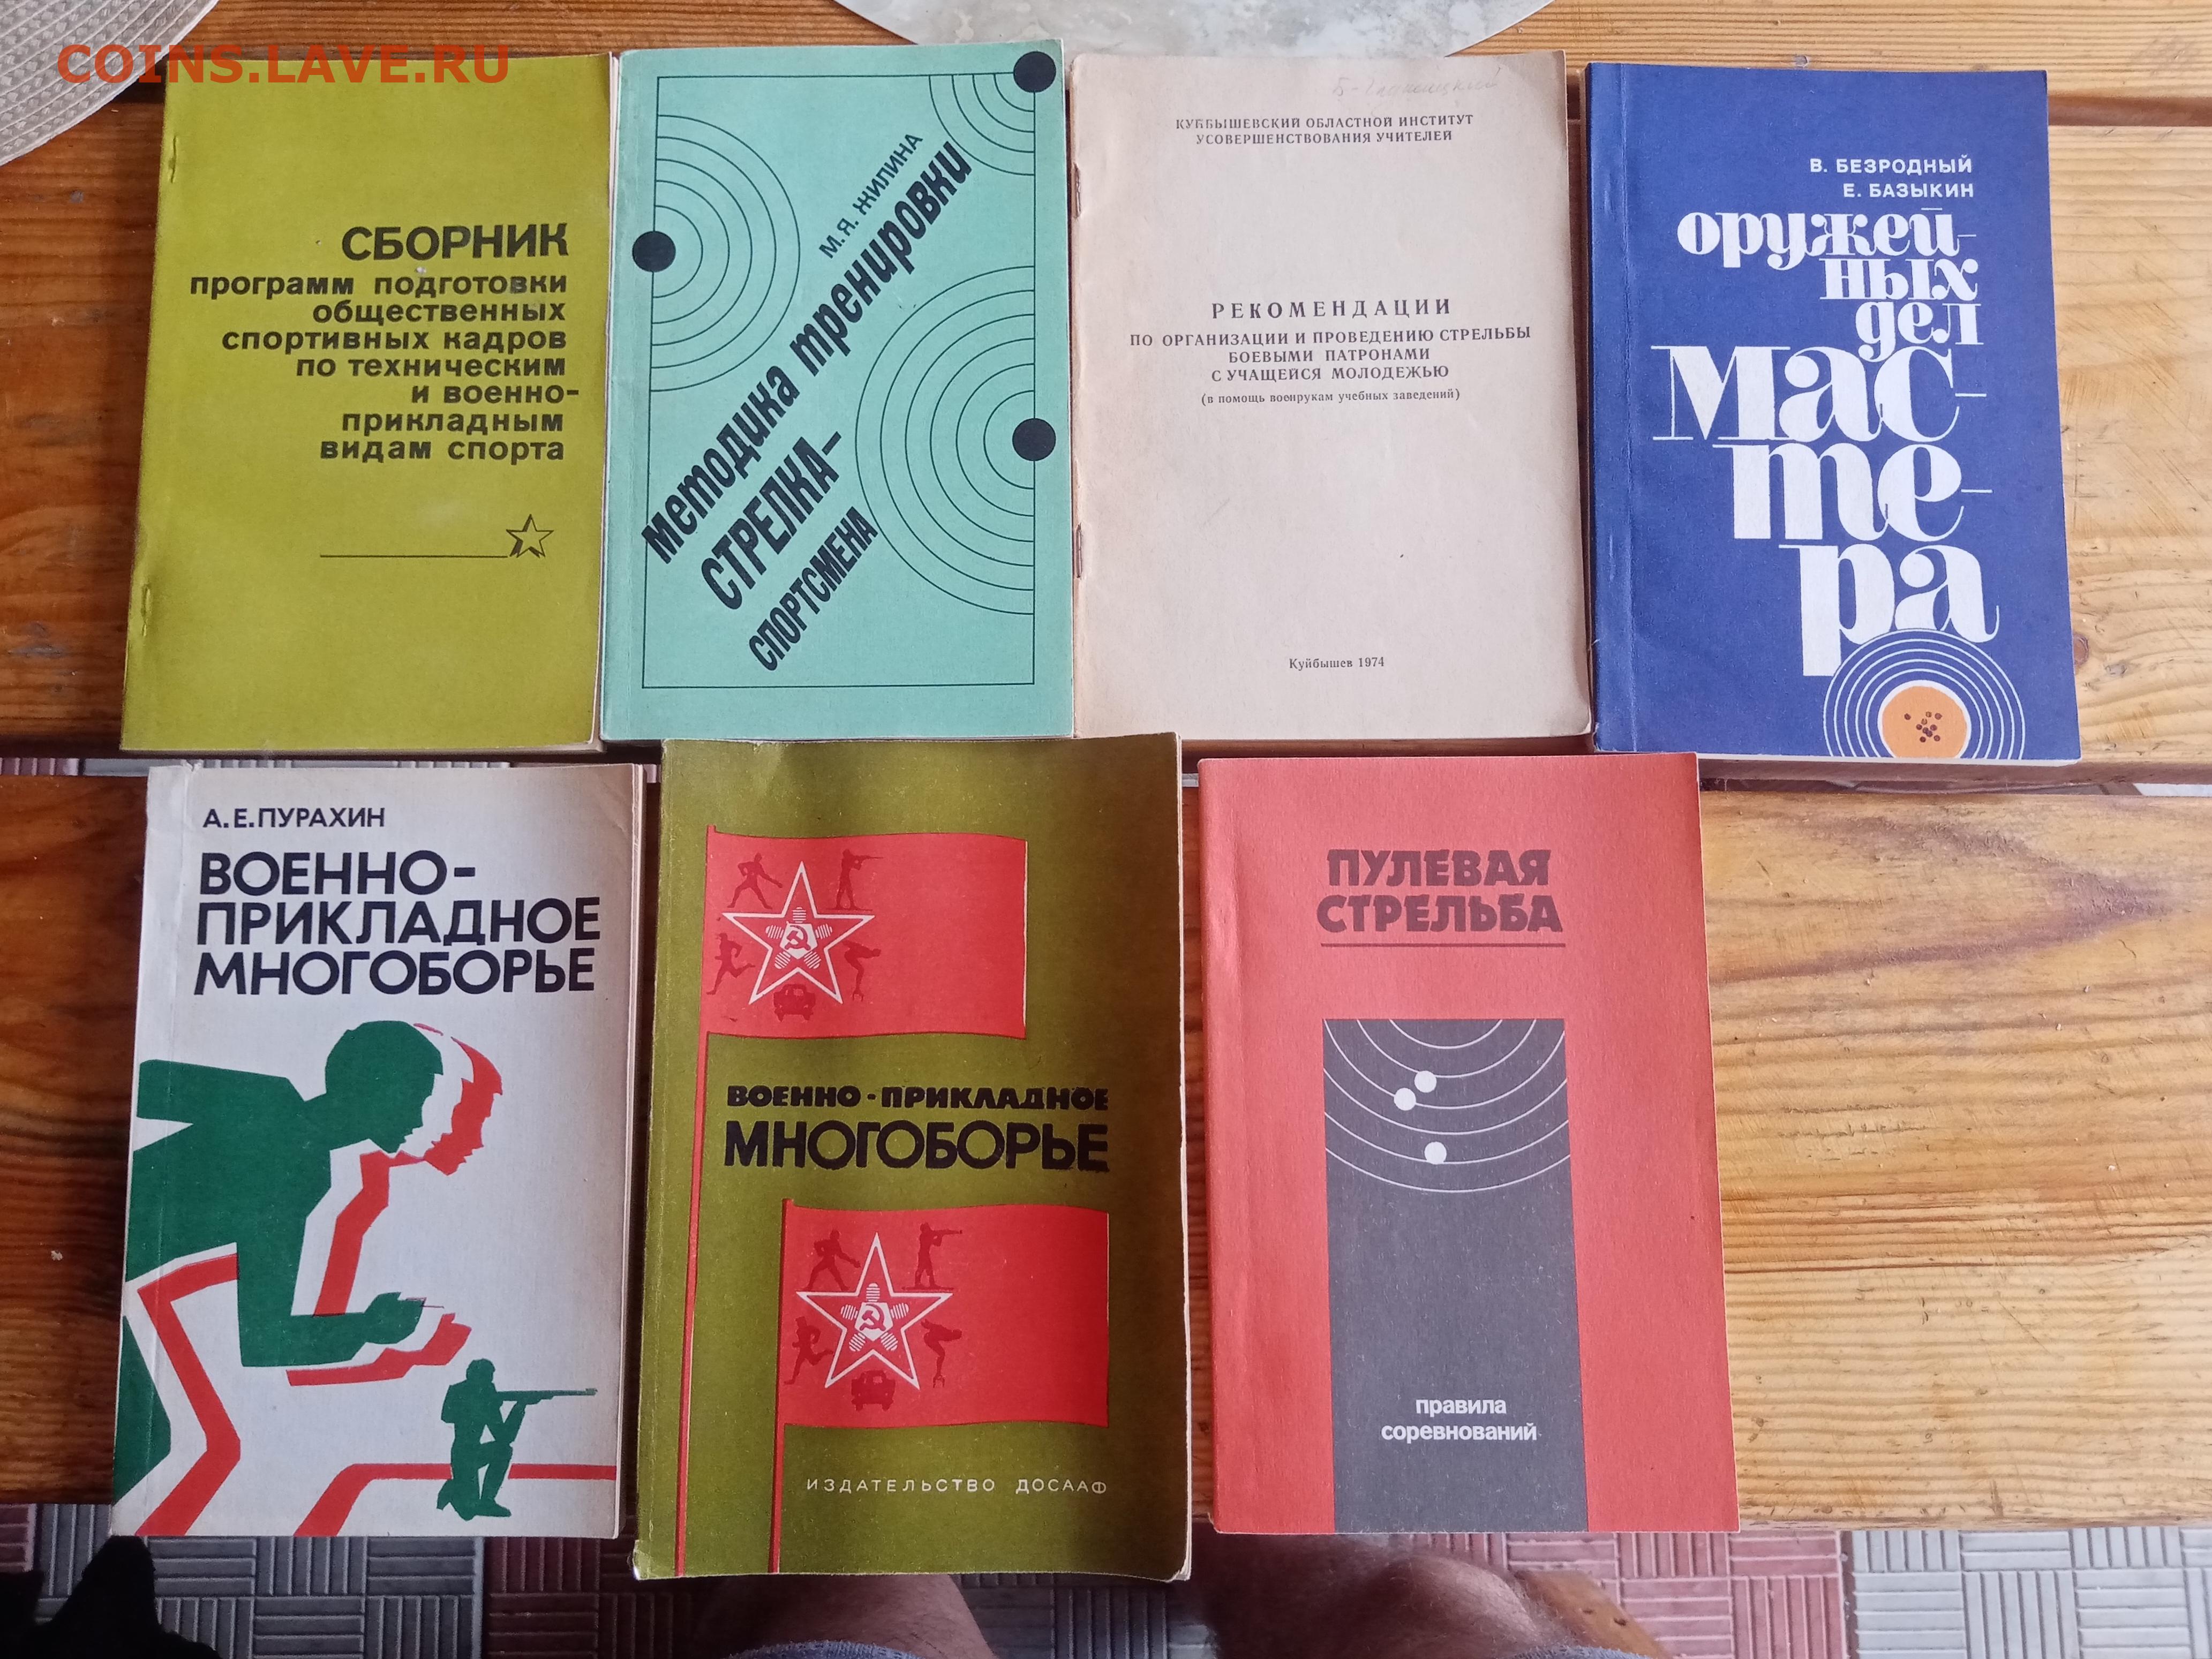 COINS.LAVE.RU
СБОРНИК
программ подготовки
общественных
спортивных кадров
по техническим
и военно-
прикладным
видам спорта
М.Я. ЖИЛИНА
методика тренировки
СТРЕЛКА-
СПОРТСМЕНА
КУЙБЫШЕВСКИЙ ОБЛАСТНОЙ ИНСТИТУТ
УСОВЕРШЕНСТВОВАНИЯ УЧИТЕЛЕЙ
РЕКОМЕНДАЦИИ
ПО ОРГАНИЗАЦИИ И ПРОВЕДЕНИЮ СТРЕЛЬБЫ
БОЕВЫМИ ПАТРОНАМИ
С УЧАЩЕЙСЯ МОЛОДЕЖЬЮ
(в помощь военрукам учебных заведений)
Куйбышев 1974
В. БЕЗРОДНЫЙ
Е. БАЗЫКИН
оружей-
ных
дел
мас-
те-
ра
А.Е.ПУРАХИН
ВОЕННО-
ПРИКЛАДНОЕ
МНОГОБОРЬЕ
ВОЕННО-ПРИКЛАДНОЕ
МНОГОБОРЬЕ
ИЗДАТЕЛЬСТВО ДОСААФ
ПУЛЕВАЯ
СТРЕЛЬБА
правила
соревнований